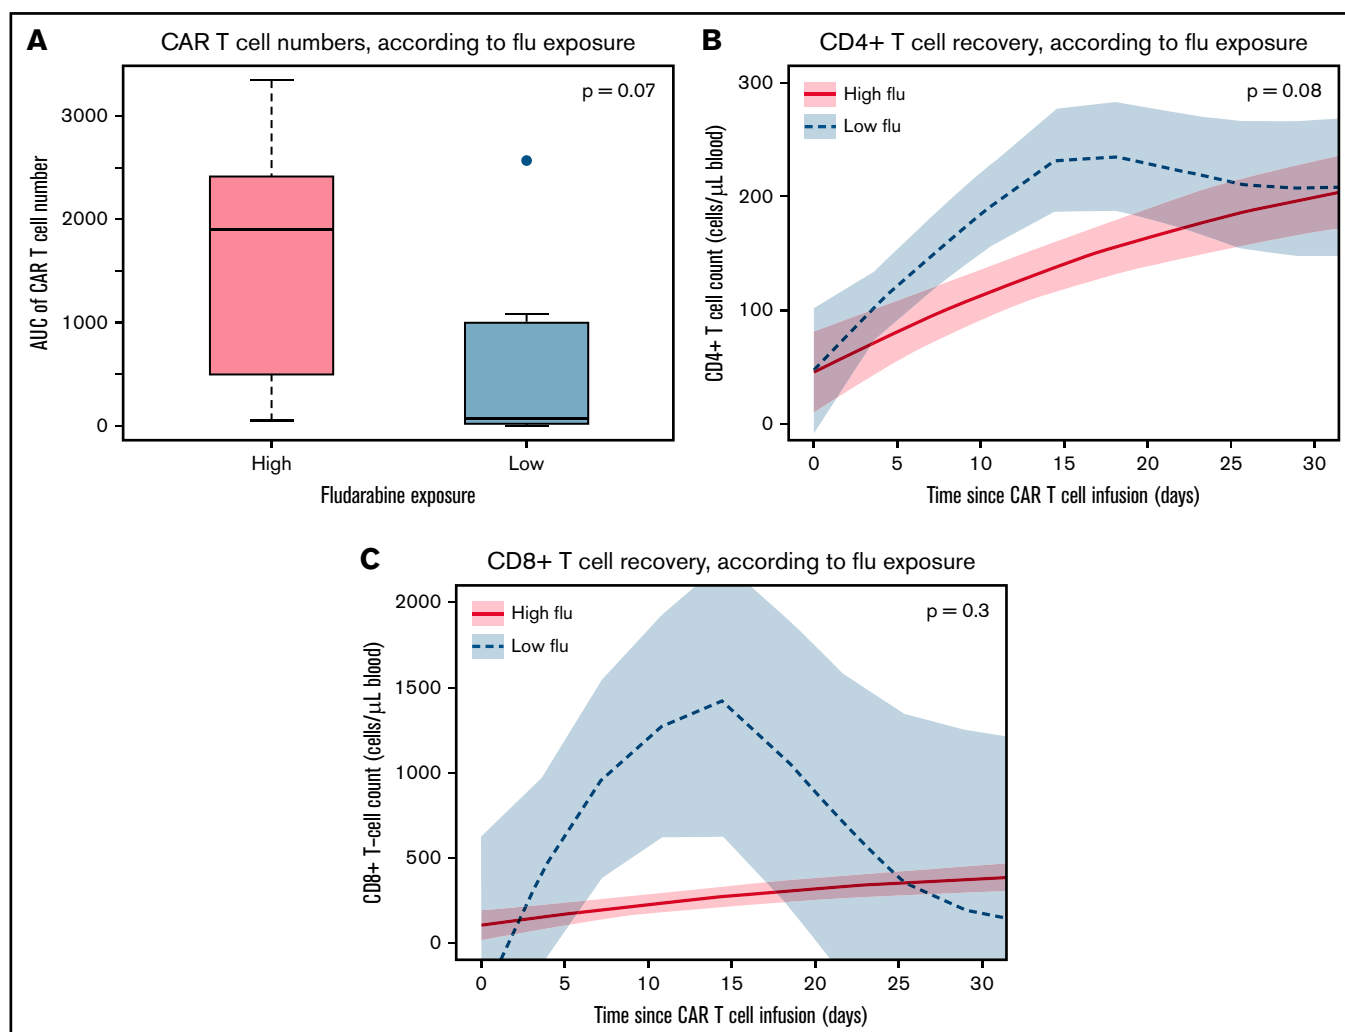 A
CAR T cell numbers, according to flu exposure
p = 0.07
AUC of CAR T cell number
3000
2000
1000
0
High
Low
Fludarabine exposure
B
CD4+ T cell recovery, according to flu exposure
High flu
Low flu
p = 0.08
CD4+ T cell count (cells/μL blood)
300
200
100
0
0 5 10 15 20 25 30
Time since CAR T cell infusion (days)
C
CD8+ T cell recovery, according to flu exposure
High flu
Low flu
p = 0.3
CD8+ T-cell count (cells/μL blood)
2000
1500
1000
500
0
0 5 10 15 20 25 30
Time since CAR T cell infusion (days)